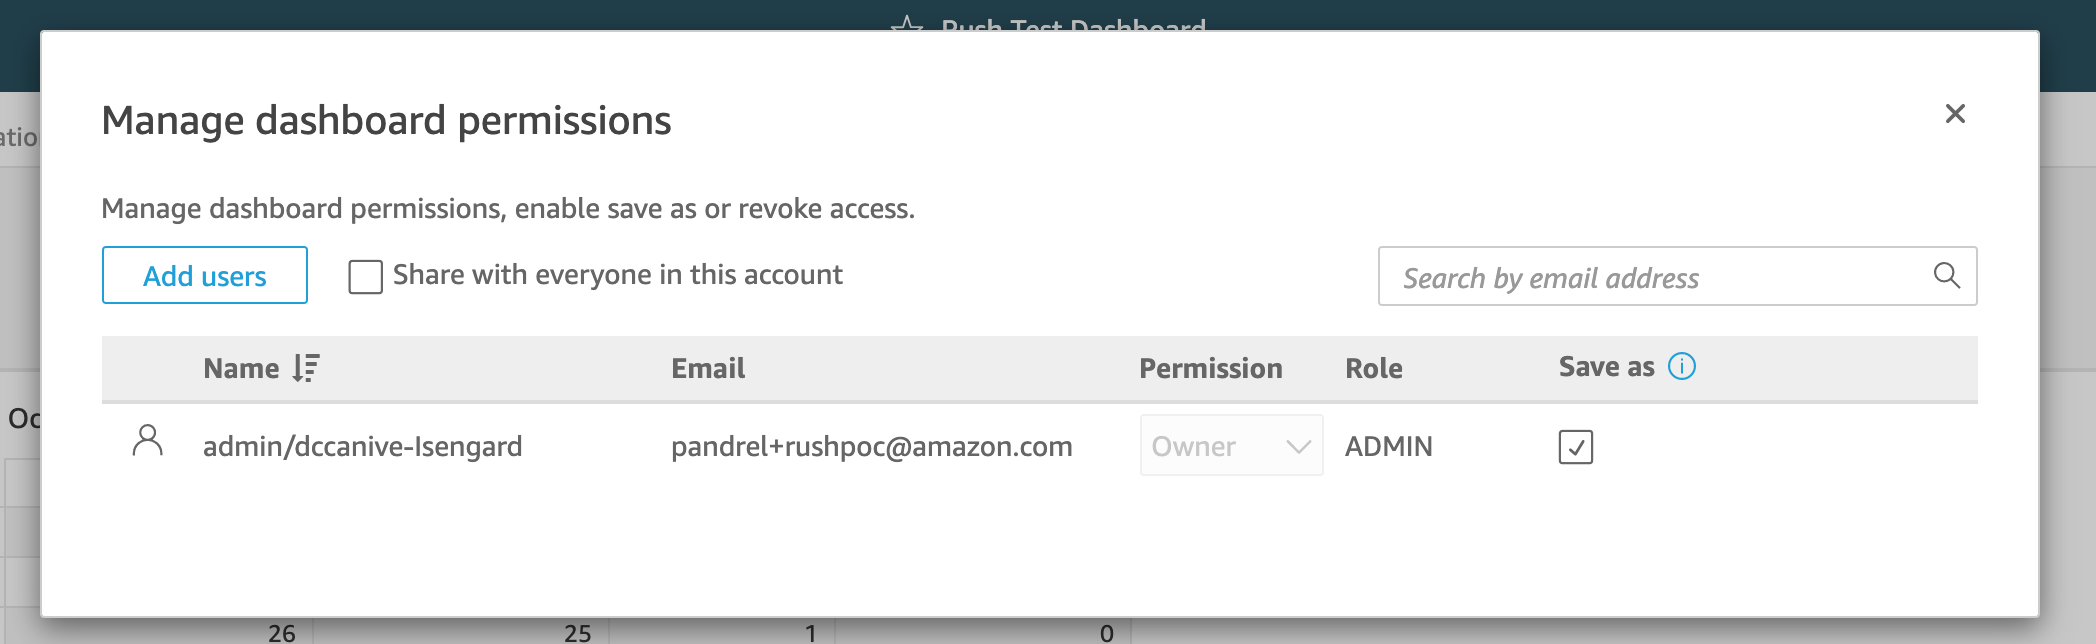 Rush Test Dashboard
Manage dashboard permissions
Manage dashboard permissions, enable save as or revoke access.
Add users
Share with everyone in this account
Search by email address
Name
Email
Permission
Role
Save as
admin/dccanive-Isengard
pandrel+rushpoc@amazon.com
Owner
ADMIN
26
25
1
0